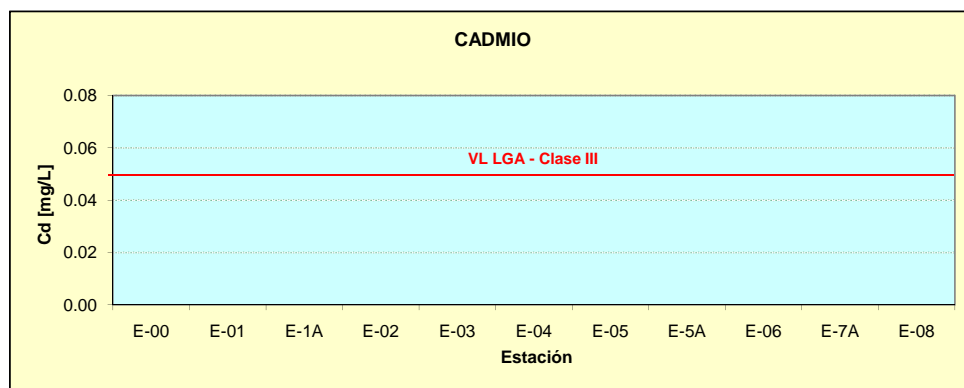 CADMIO
0.08
0.06
VL LGA - Clase III
0.04
0.02
0.00
Cd [mg/L]
E-00 E-01 E-1A E-02 E-03 E-04 E-05 E-5A E-06 E-7A E-08
Estación